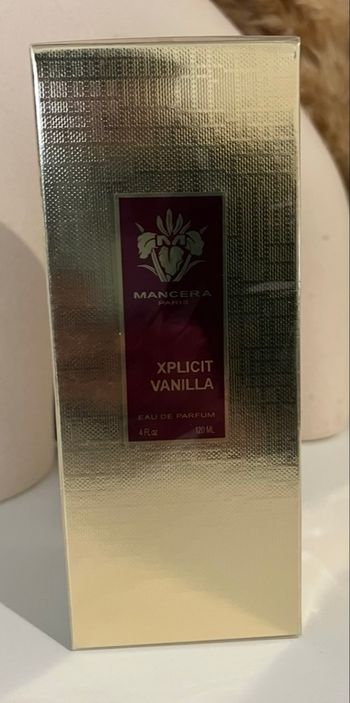 MANCERA
PARIS
XPLICIT
VANILLA
EAU DE PARFUM
4 FL.oz 120 ML